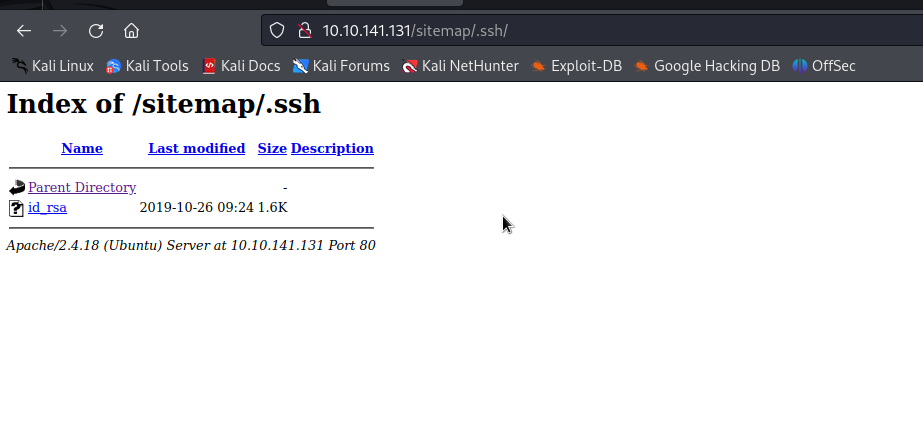 10.10.141.131/sitemap/.ssh/
Kali Linux Kali Tools Kali Docs Kali Forums Kali NetHunter Exploit-DB Google Hacking DB OffSec
Index of /sitemap/.ssh
Name Last modified Size Description
Parent Directory -
id_rsa 2019-10-26 09:24 1.6K
Apache/2.4.18 (Ubuntu) Server at 10.10.141.131 Port 80